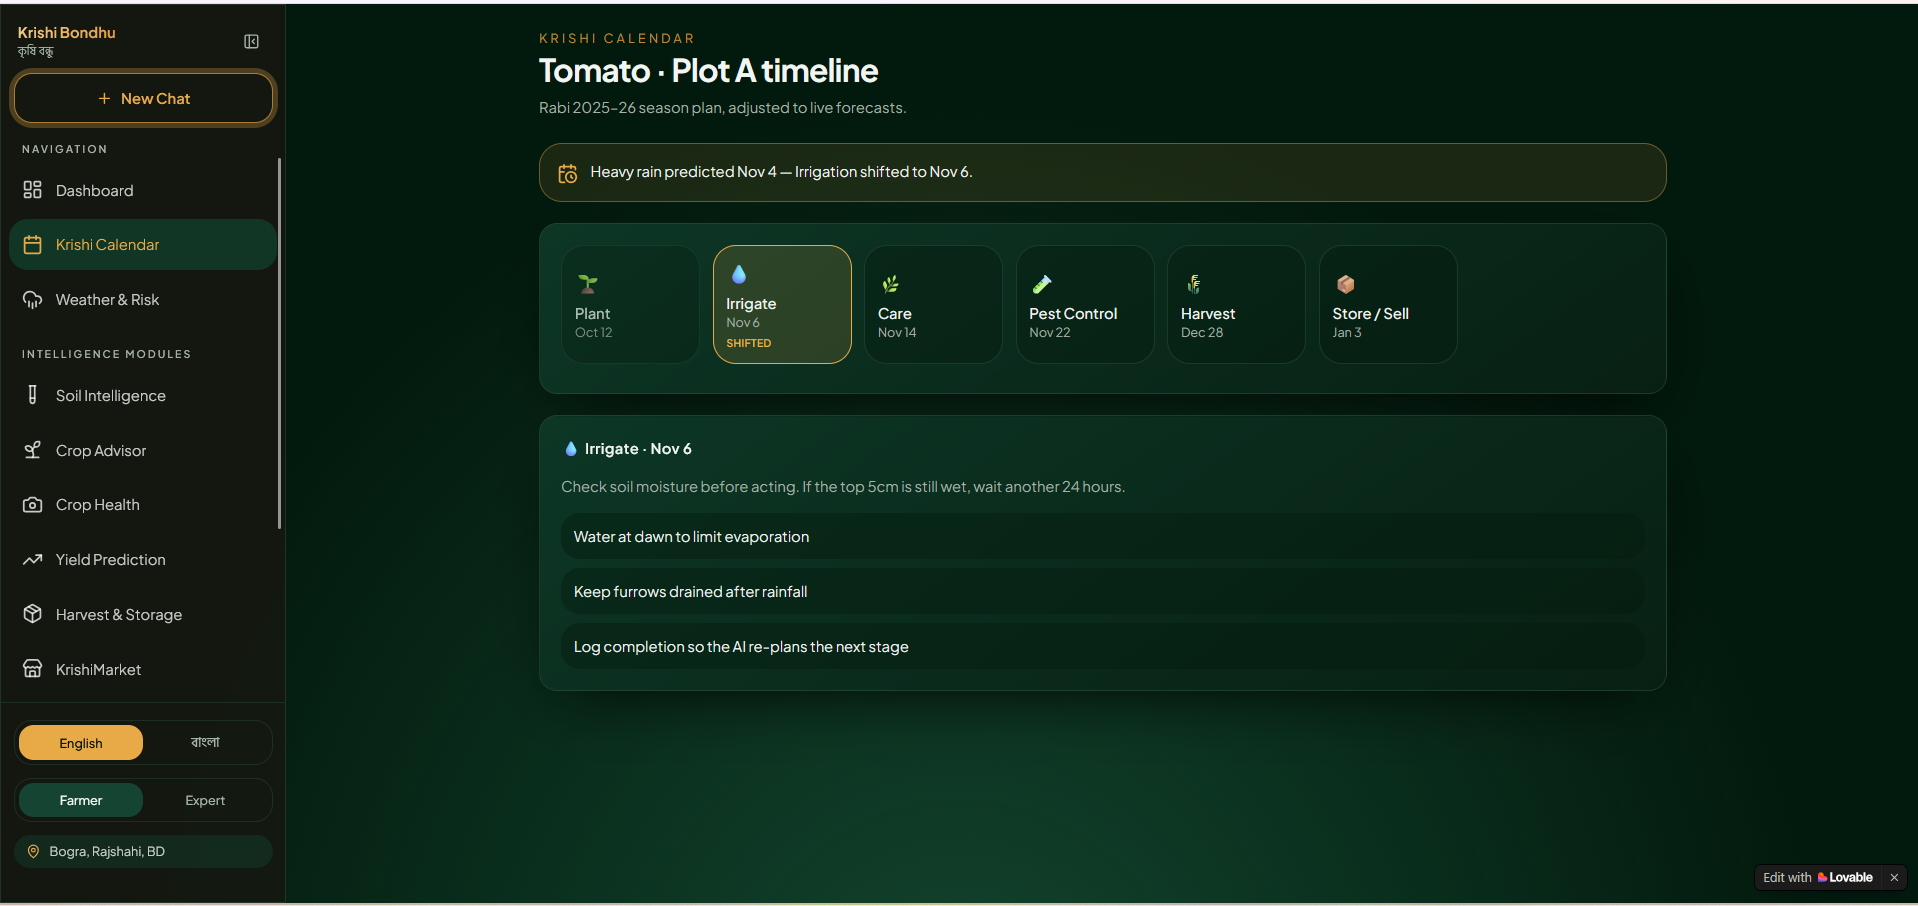 Krishi Bondhu
কৃষি বন্ধু
+ New Chat
NAVIGATION
Dashboard
Krishi Calendar
Weather & Risk
INTELLIGENCE MODULES
Soil Intelligence
Crop Advisor
Crop Health
Yield Prediction
Harvest & Storage
KrishiMarket
English
বাংলা
Farmer
Expert
Bogra, Rajshahi, BD
KRISHI CALENDAR
Tomato · Plot A timeline
Rabi 2025–26 season plan, adjusted to live forecasts.
Heavy rain predicted Nov 4 — Irrigation shifted to Nov 6.
Plant
Oct 12
Irrigate
Nov 6
SHIFTED
Care
Nov 14
Pest Control
Nov 22
Harvest
Dec 28
Store / Sell
Jan 3
Irrigate · Nov 6
Check soil moisture before acting. If the top 5cm is still wet, wait another 24 hours.
Water at dawn to limit evaporation
Keep furrows drained after rainfall
Log completion so the AI re-plans the next stage
Edit with Lovable